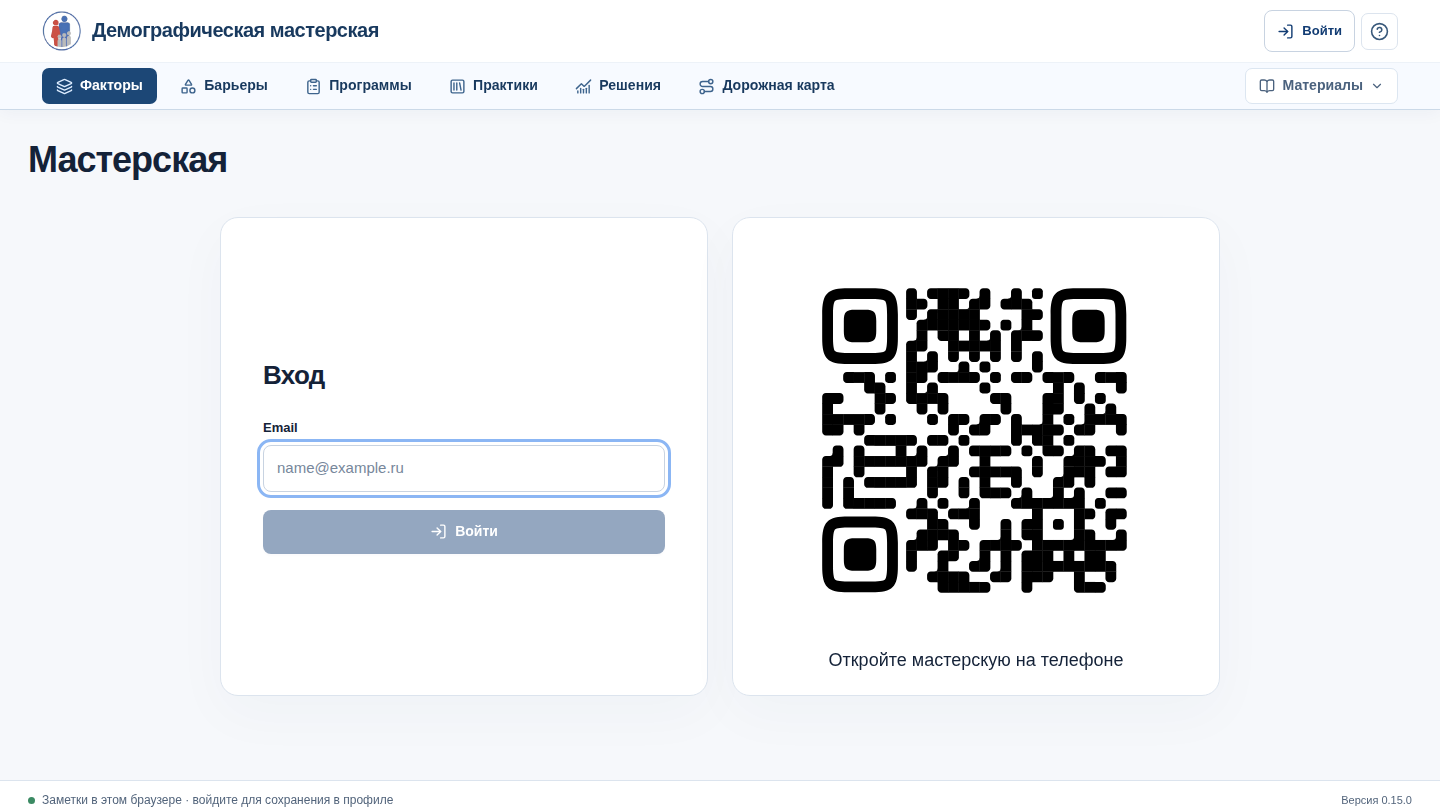 Демографическая мастерская
Войти
Факторы
Барьеры
Программы
Практики
Решения
Дорожная карта
Материалы
Мастерская
Вход
Email
name@example.ru
Войти
Откройте мастерскую на телефоне
Заметки в этом браузере · войдите для сохранения в профиле
Версия 0.15.0